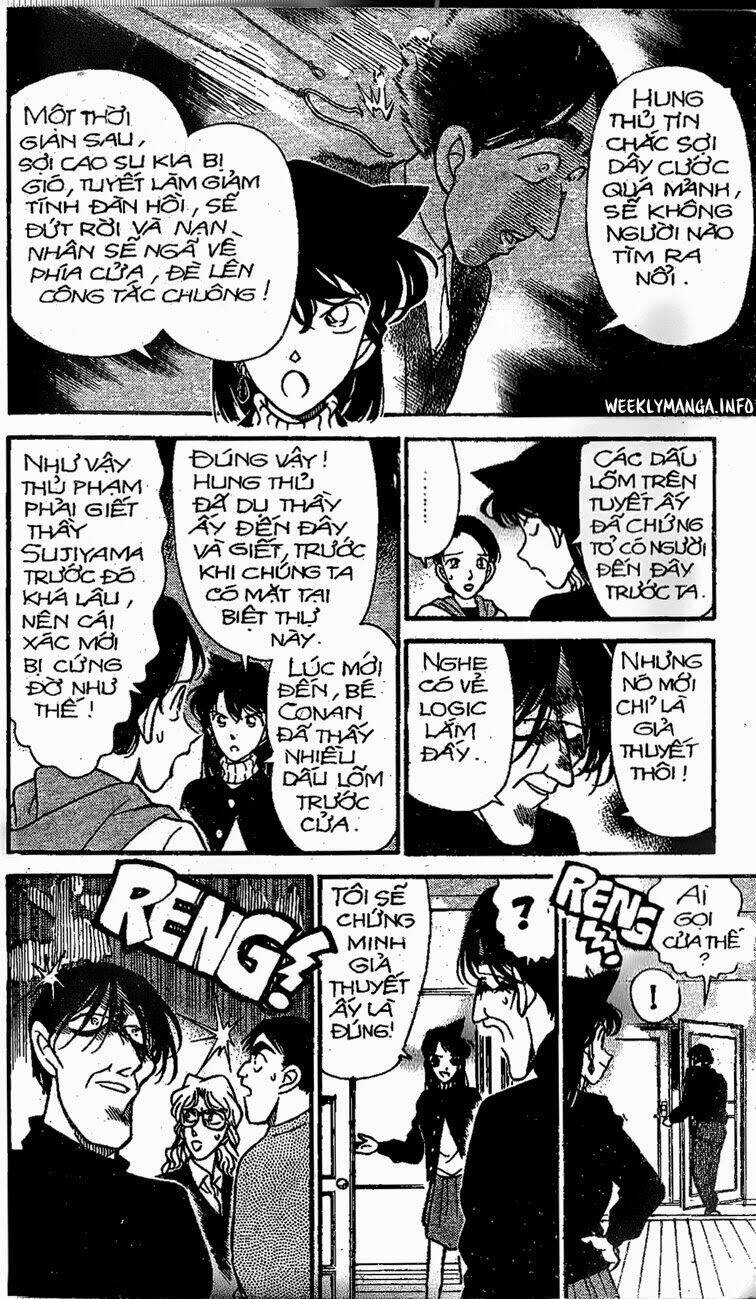 HUNG
THỦ TIN
CHẮC SỢI
DÂY CƯỚC
QUÁ MẢNH,
SẼ KHÔNG
NGƯỜI NÀO
TÌM RA
NỔI.
MỘT THỜI
GIAN SAU,
SỢI CAO SU KIA BỊ
GIÓ, TUYẾT LÀM GIẢM
TÍNH ĐÀN HỒI, SẼ
ĐỨT RỜI VÀ NẠN
NHÂN SẼ NGÃ VỀ
PHÍA CỬA, ĐÈ LÊN
CÔNG TẮC CHUÔNG!
WEEKLYMANGA.INFO
CÁC DẤU
LÕM TRÊN
TUYẾT ẤY
ĐÃ CHỨNG
TỎ CÓ NGƯỜI
ĐẾN ĐÂY
TRƯỚC TA.
......
NHƯNG
NÓ MỚI
CHỈ LÀ
GIẢ
THUYẾT
THÔI!
NGHE
CÓ VẺ
LOGIC
LẮM
ĐẤY.
ĐÚNG VẬY!
HUNG THỦ
ĐÃ DỤ THẦY
ẤY ĐẾN ĐÂY
VÀ GIẾT, TRƯỚC
KHI CHÚNG TA
CÓ MẶT TẠI
BIỆT THỰ
NÀY.
LÚC MỚI
ĐẾN, BÉ
CONAN
ĐÃ THẤY
NHIỀU
DẤU LÕM
TRƯỚC
CỬA.
NHƯ VẬY
THỦ PHẠM
PHẢI GIẾT
THẦY
SUJIYAMA
TRƯỚC ĐÓ
KHÁ LÂU,
NÊN CÁI
XÁC MỚI
BỊ CỨNG
ĐỜ NHƯ
THẾ!
AI
GỌI
CỬA THẾ
?
!
RENG
?
TÔI SẼ
CHỨNG
MINH
GIẢ
THUYẾT
ẤY LÀ
ĐÚNG!
RENG!